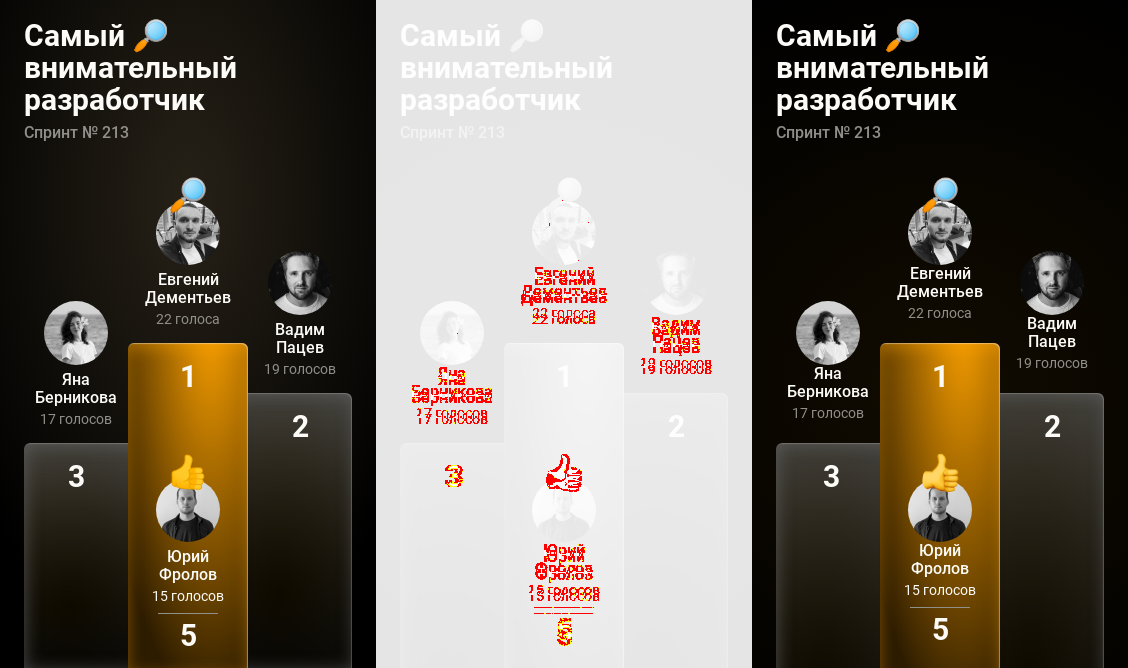 Самый 🔎
внимательный
разработчик
Спринт № 213
Евгений
Дементьев
22 голоса
Вадим
Пацев
19 голосов
Яна
Берникова
17 голосов
1
2
3
Юрий
Фролов
15 голосов
5
Самый
внимательный
разработчик
Спринт № 213
Евгений
Дементьев
22 голоса
Вадим
Пацев
19 голосов
Яна
Берникова
17 голосов
1
2
3
Юрий
Фролов
15 голосов
Самый 🔎
внимательный
разработчик
Спринт № 213
Евгений
Дементьев
22 голоса
Вадим
Пацев
19 голосов
Яна
Берникова
17 голосов
1
2
3
Юрий
Фролов
15 голосов
5